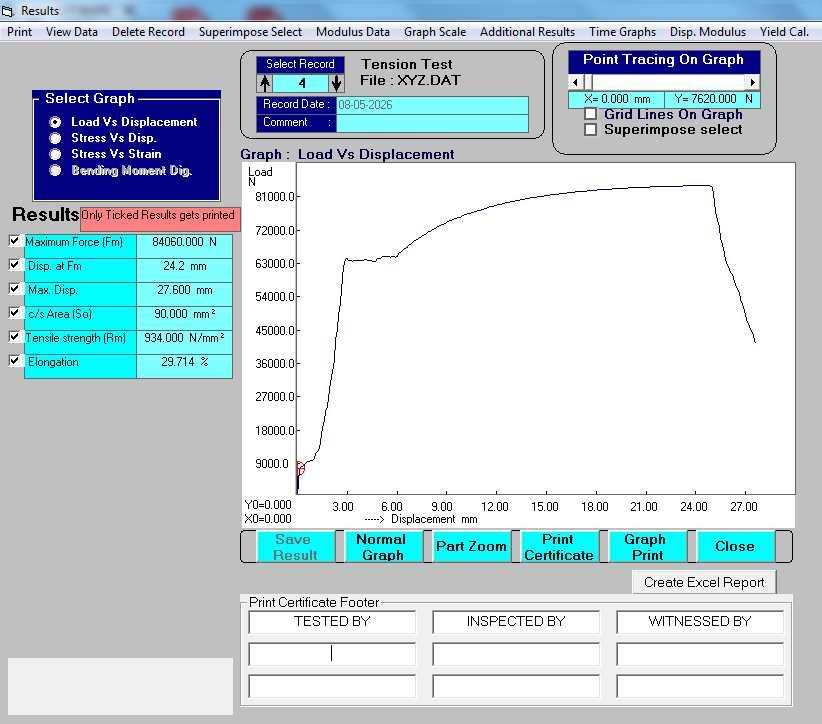 Results
Print View Data Delete Record Superimpose Select Modulus Data Graph Scale Additional Results Time Graphs Disp. Modulus Yield Cal.
Select Graph
Load Vs Displacement
Stress Vs Disp.
Stress Vs Strain
Bending Moment Dig.
Select Record
4
Tension Test
File : XYZ.DAT
Record Date : 08-05-2026
Comment :
Point Tracing On Graph
X= 0.000 mm Y= 7620.000 N
Grid Lines On Graph
Superimpose select
Results Only Ticked Results gets printed
Maximum Force (Fm) 84060.000 N
Disp. at Fm 24.2 mm
Max. Disp. 27.600 mm
c/s Area (So) 90.000 mm²
Tensile strength (Rm) 934.000 N/mm²
Elongation 29.714 %
Graph : Load Vs Displacement
Load
N
81000.0
72000.0
63000.0
54000.0
45000.0
36000.0
27000.0
18000.0
9000.0
Y0=0.000
X0=0.000
3.00 6.00 9.00 12.00 15.00 18.00 21.00 24.00 27.00
----> Displacement mm
Save Result
Normal Graph
Part Zoom
Print Certificate
Graph Print
Close
Create Excel Report
Print Certificate Footer
TESTED BY INSPECTED BY WITNESSED BY